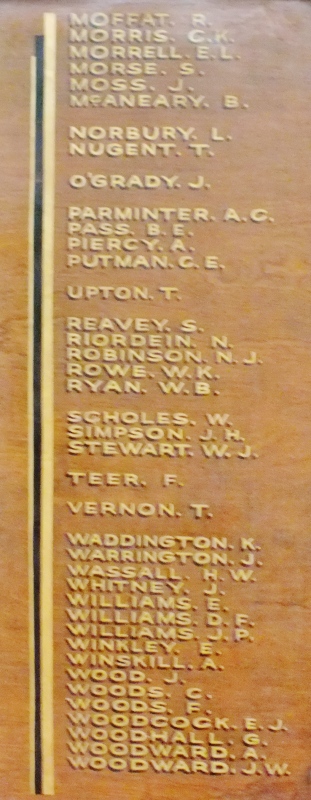 MOFFAT. R.
MORRIS. C.K.
MORRELL. E.L.
MORSE. S.
MOSS. J.
McANEARY. B.
NORBURY. L.
NUGENT. T.
O'GRADY. J.
PARMINTER. A.C.
PASS. B.E.
PIERCY. A.
PUTMAN. C.E.
UPTON. T.
REAVEY. S.
RIORDEIN. N.
ROBINSON. N.J.
ROWE. W.K.
RYAN. W.B.
SCHOLES. W.
SIMPSON. J.H.
STEWART. W.J.
TEER. F.
VERNON. T.
WADDINGTON. K.
WARRINGTON. J.
WASSALL. H.W.
WHITNEY. J.
WILLIAMS. E.
WILLIAMS. D.F.
WILLIAMS. J.P.
WINKLEY. E.
WINSKILL. A.
WOOD. J.
WOODS. C.
WOODS. F.
WOODCOCK. E.J.
WOODHALL. G.
WOODWARD. A.
WOODWARD. J.W.